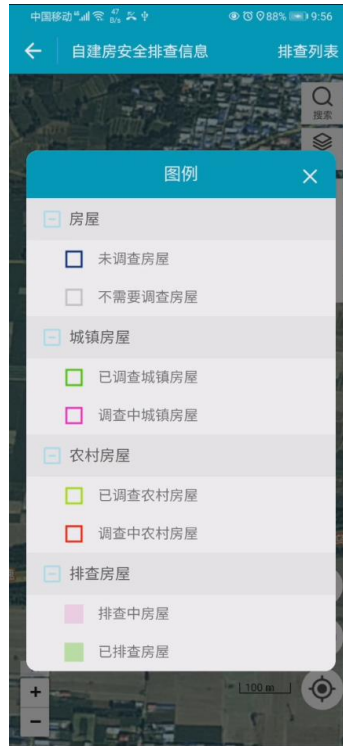 中国移动 47 B/s 88% 9:56
自建房安全排查信息 排查列表
搜索
图例
房屋
未调查房屋
不需要调查房屋
城镇房屋
已调查城镇房屋
调查中城镇房屋
农村房屋
已调查农村房屋
调查中农村房屋
排查房屋
排查中房屋
已排查房屋
100 m